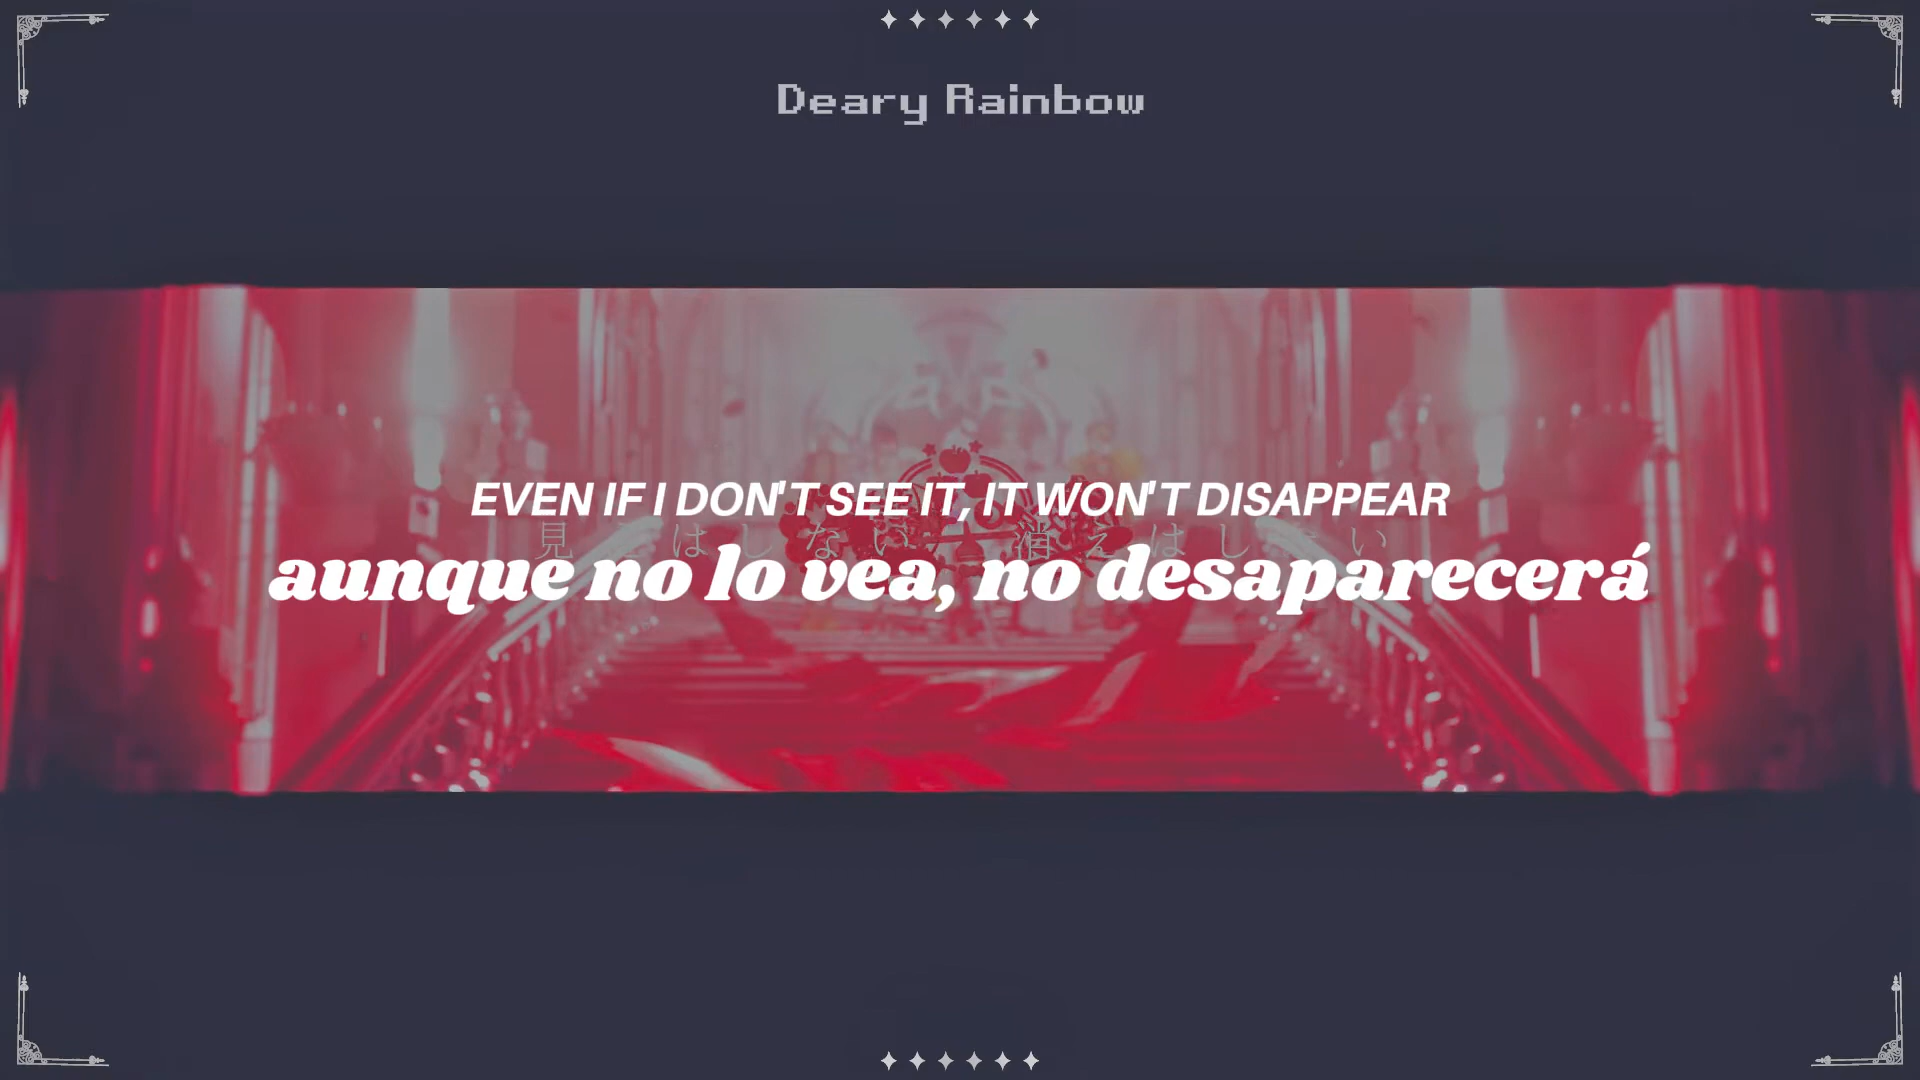 Deary Rainbow
EVEN IF I DON'T SEE IT, IT WON'T DISAPPEAR
見えはしない 消えはしない
aunque no lo vea, no desaparecerá